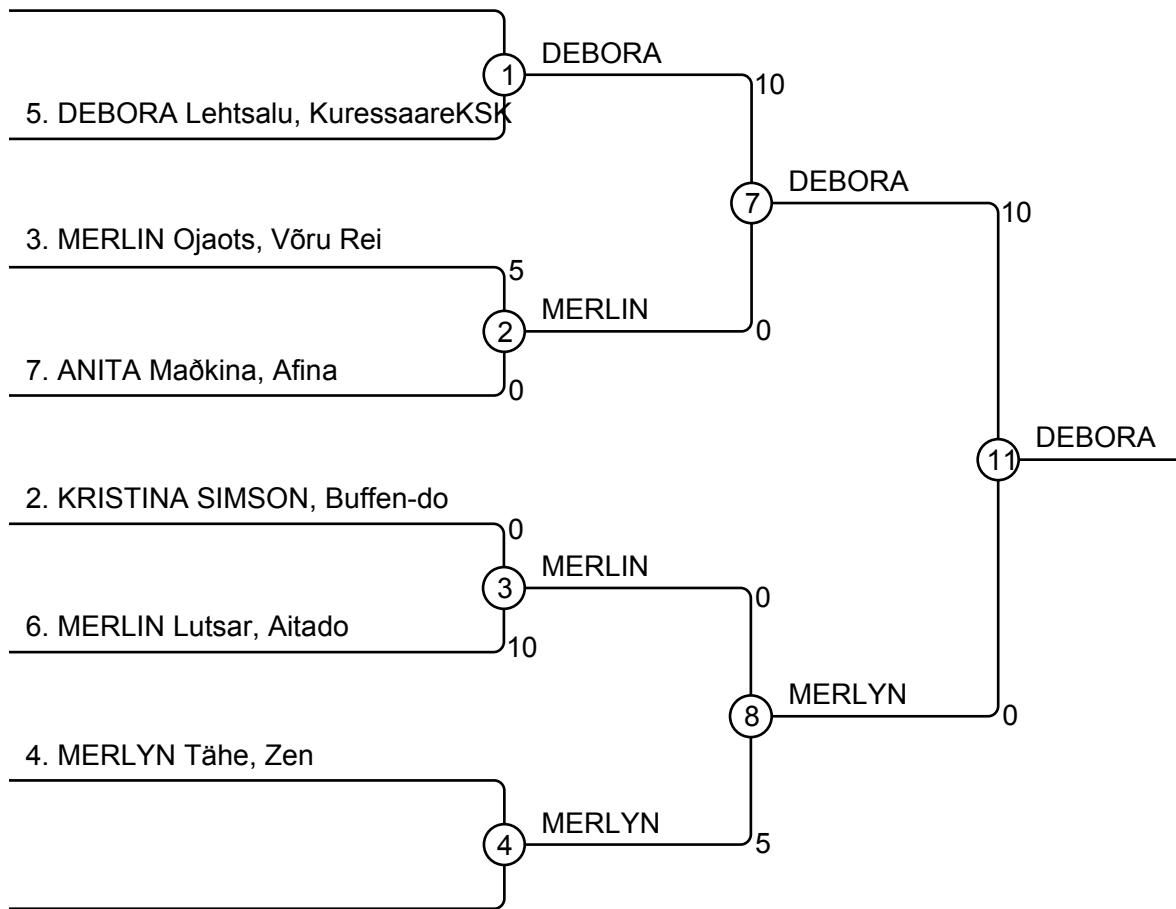 DEBORA
1
10
5. DEBORA Lehtsalu, KuressaareKSK
DEBORA
7
10
3. MERLIN Ojaots, Võru Rei
5
MERLIN
2
0
7. ANITA Maðkina, Afina
0
DEBORA
11
2. KRISTINA SIMSON, Buffen-do
0
MERLIN
3
0
6. MERLIN Lutsar, Aitado
10
MERLYN
8
0
4. MERLYN Tähe, Zen
MERLYN
4
5